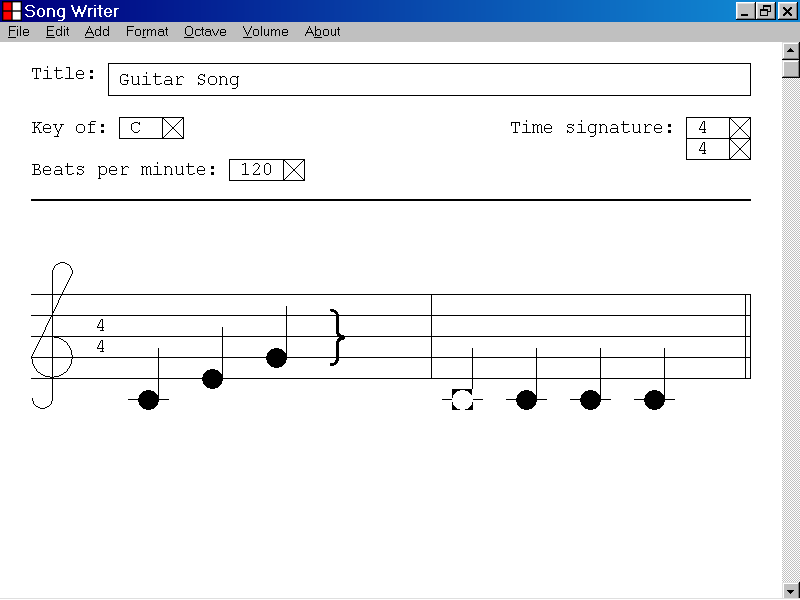 Song Writer
File Edit Add Format Octave Volume About
Title: Guitar Song
Key of: C Time signature: 4
4
Beats per minute: 120
4
4